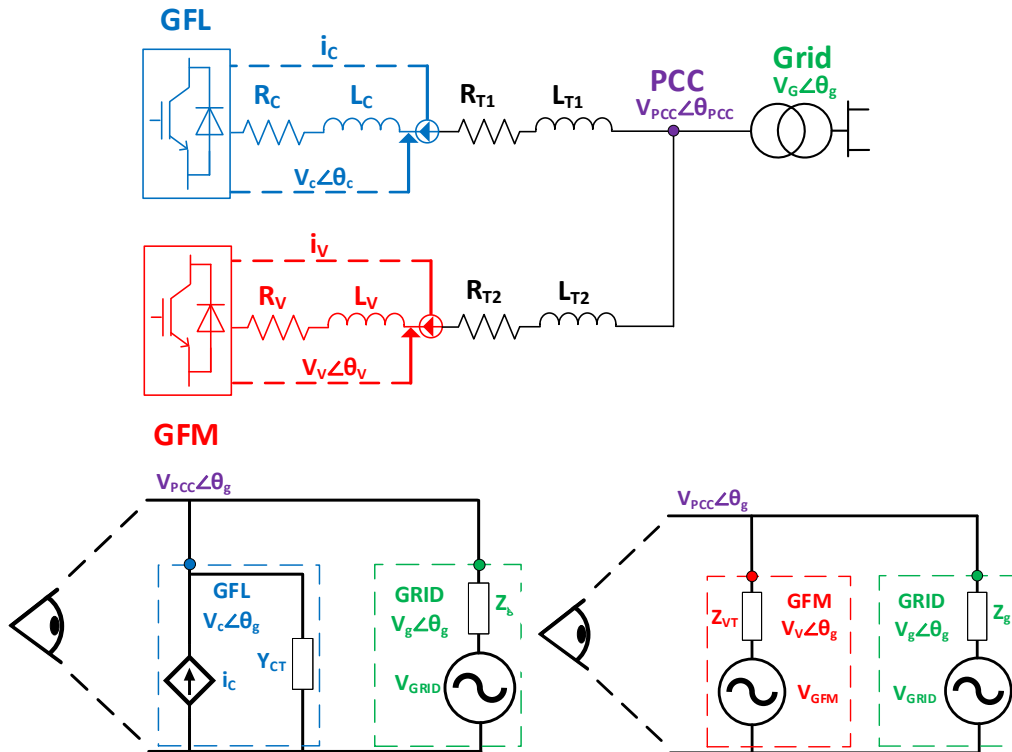 GFL
i_C
R_C
L_C
R_T1
L_T1
PCC
V_PCC∠θ_PCC
Grid
V_G∠θ_g
V_c∠θ_c
i_V
R_V
L_V
R_T2
L_T2
V_V∠θ_V
GFM
V_PCC∠θ_g
GFL
V_c∠θ_g
Y_CT
i_C
GRID
V_g∠θ_g
V_GRID
V_PCC∠θ_g
Z_VT
GFM
V_V∠θ_g
V_GFM
GRID
V_g∠θ_g
Z_g
V_GRID